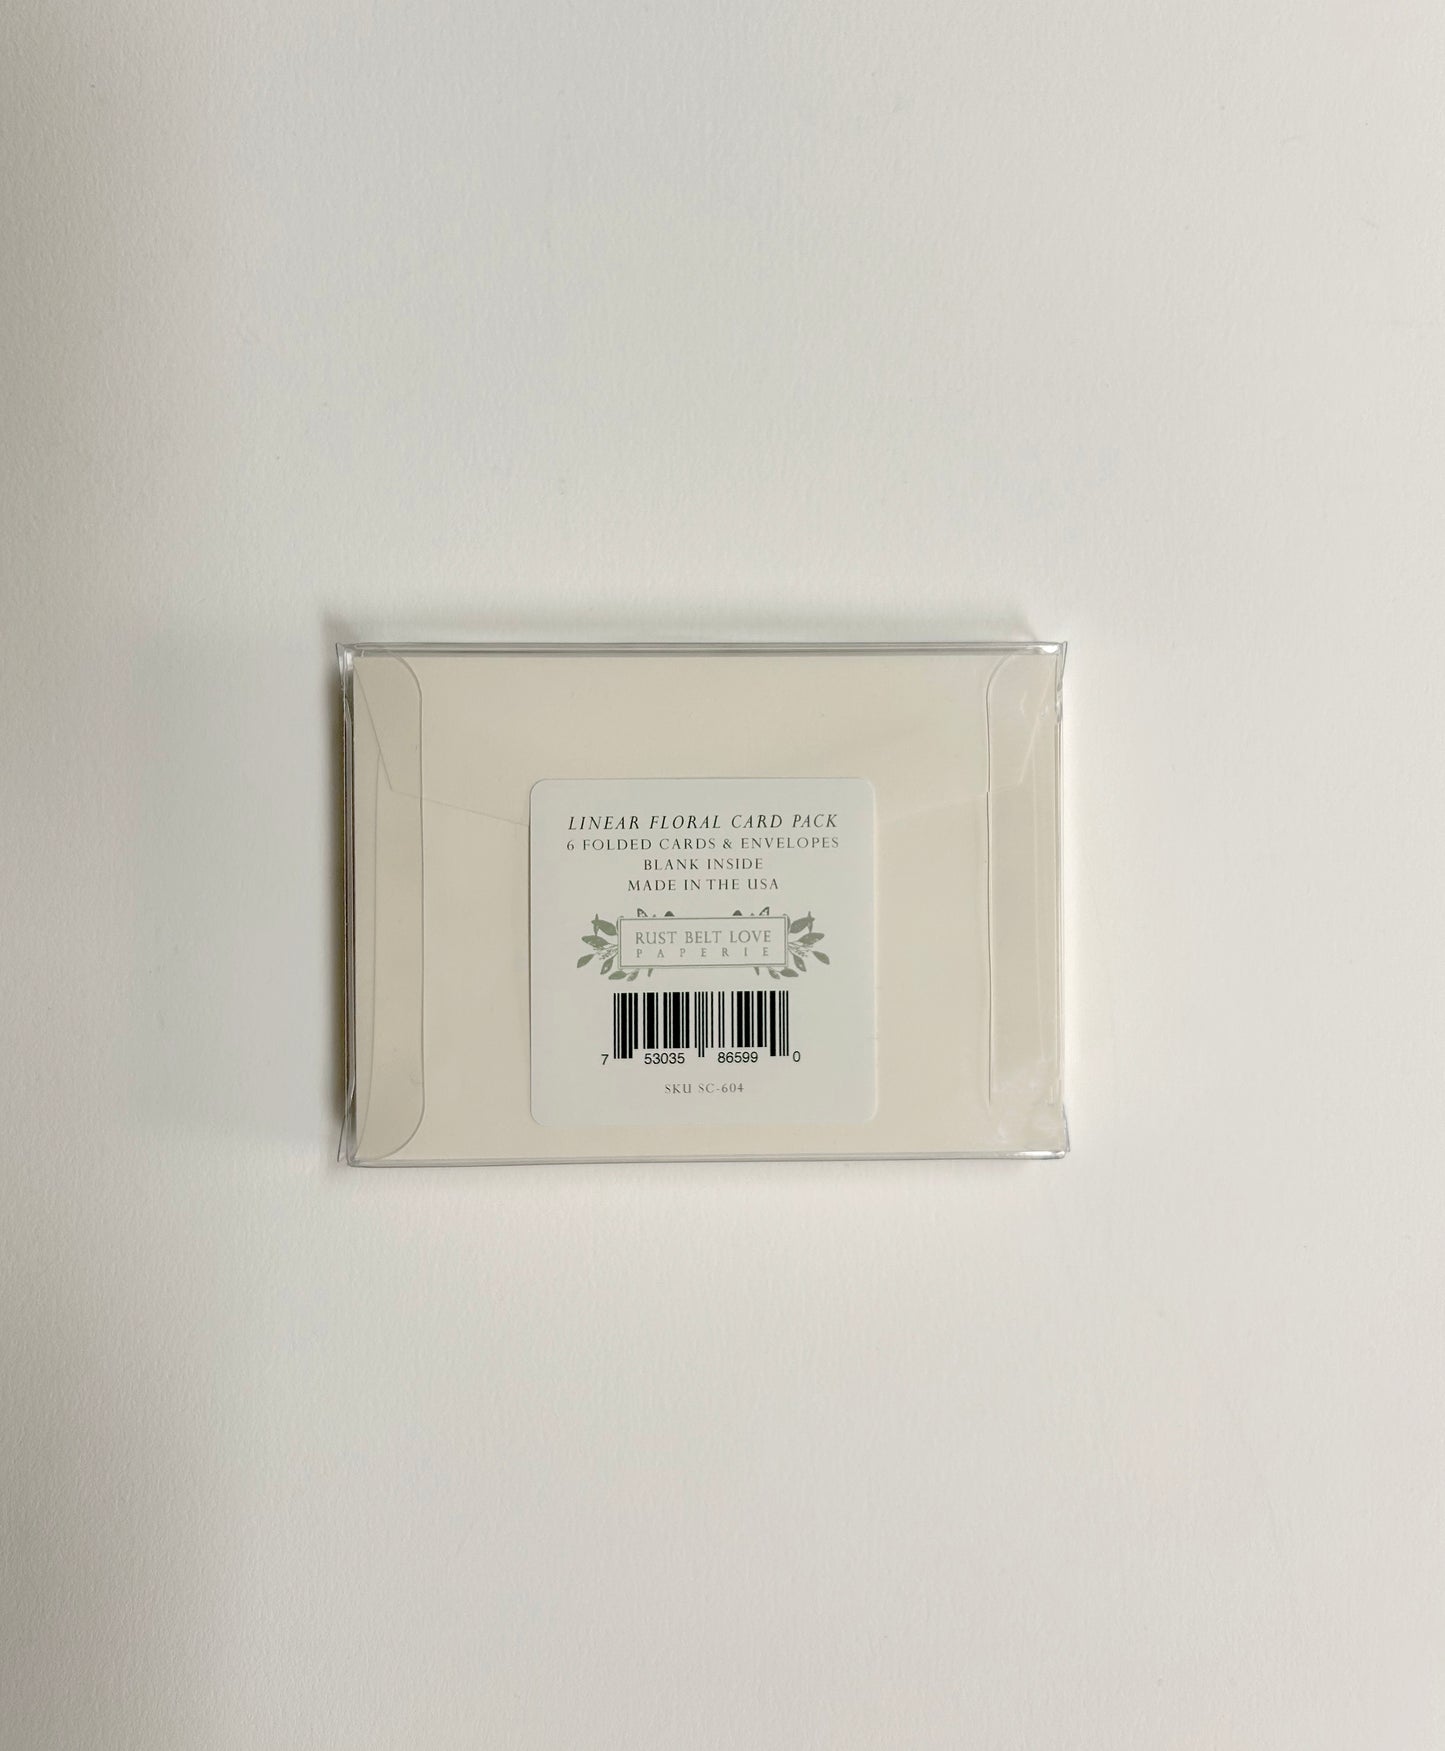 LINEAR FLORAL CARD PACK
6 FOLDED CARDS & ENVELOPES
BLANK INSIDE
MADE IN THE USA
RUST BELT LOVE
PAPERIE
7 53035 86599 0
SKU SC-604